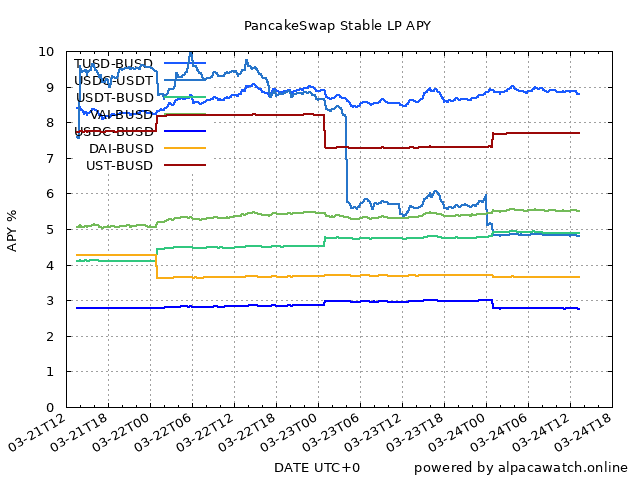 PancakeSwap Stable LP APY
APY %
10
9
8
7
6
5
4
3
2
1
0
TUSD-BUSD
USDC-USDT
USDT-BUSD
VAI-BUSD
USDC-BUSD
DAI-BUSD
UST-BUSD
03-21T12
03-21T18
03-22T00
03-22T06
03-22T12
03-22T18
03-23T00
03-23T06
03-23T12
03-23T18
03-24T00
03-24T06
03-24T12
03-24T18
DATE UTC+0
powered by alpacawatch.online